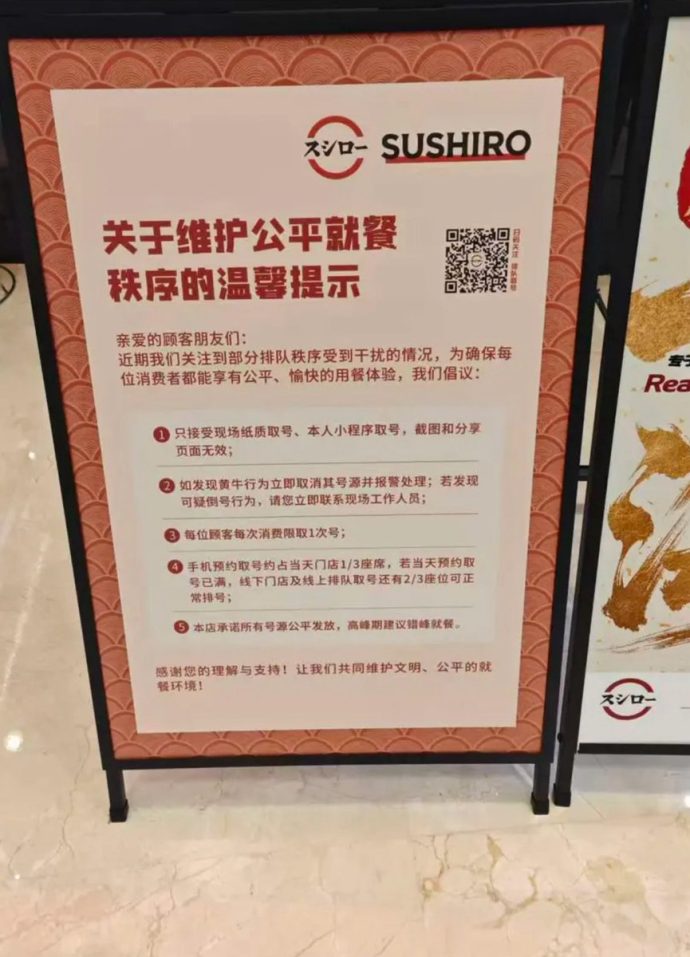 スシロー SUSHIRO
关于维护公平就餐
秩序的温馨提示
扫码关注 排队取号
亲爱的顾客朋友们：
近期我们关注到部分排队秩序受到干扰的情况，为确保每
位消费者都能享有公平、愉快的用餐体验，我们倡议：
1 只接受现场纸质取号、本人小程序取号，截图和分享
页面无效；
2 如发现黄牛行为立即取消其号源并报警处理；若发现
可疑倒号行为，请您立即联系现场工作人员；
3 每位顾客每次消费限取1次号；
4 手机预约取号约占当天门店1/3座席，若当天预约取
号已满，线下门店及线上排队取号还有2/3座位可正
常排号；
5 本店承诺所有号源公平发放，高峰期建议错峰就餐。
感谢您的理解与支持！让我们共同维护文明、公平的就
餐环境！
Rea
スシロー